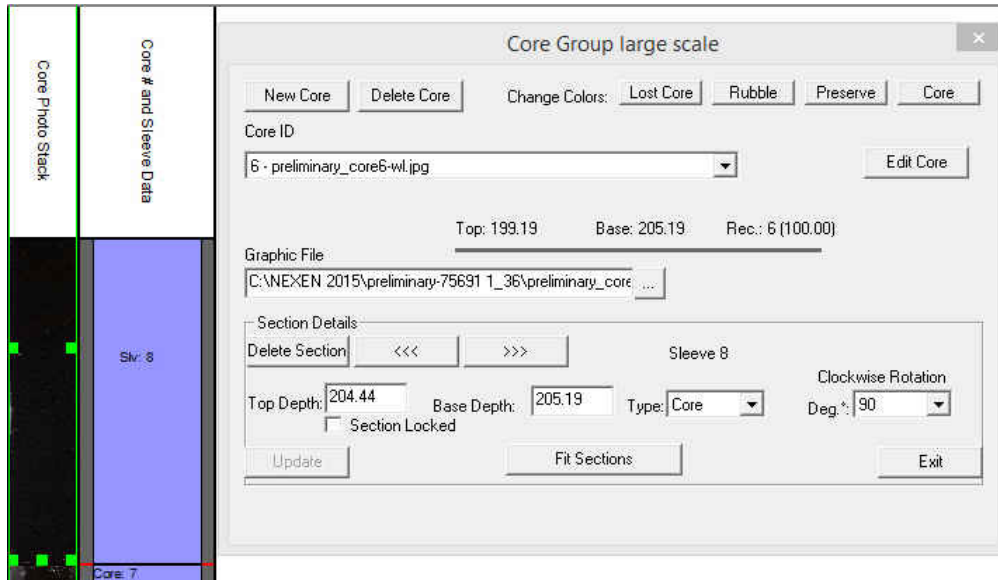 Core Photo Stack
Core # and Sleeve Data
Slv: 8
Core: 7
Core Group large scale
New Core
Delete Core
Change Colors:
Lost Core
Rubble
Preserve
Core
Core ID
6 - preliminary_core6-wl.jpg
Edit Core
Top: 199.19
Base: 205.19
Rec.: 6 (100.00)
Graphic File
C:\NEXEN 2015\preliminary-75691 1_36\preliminary_core
...
Section Details
Delete Section
<<<
>>>
Sleeve 8
Clockwise Rotation
Top Depth: 204.44
Base Depth: 205.19
Type: Core
Deg.*: 90
Section Locked
Update
Fit Sections
Exit